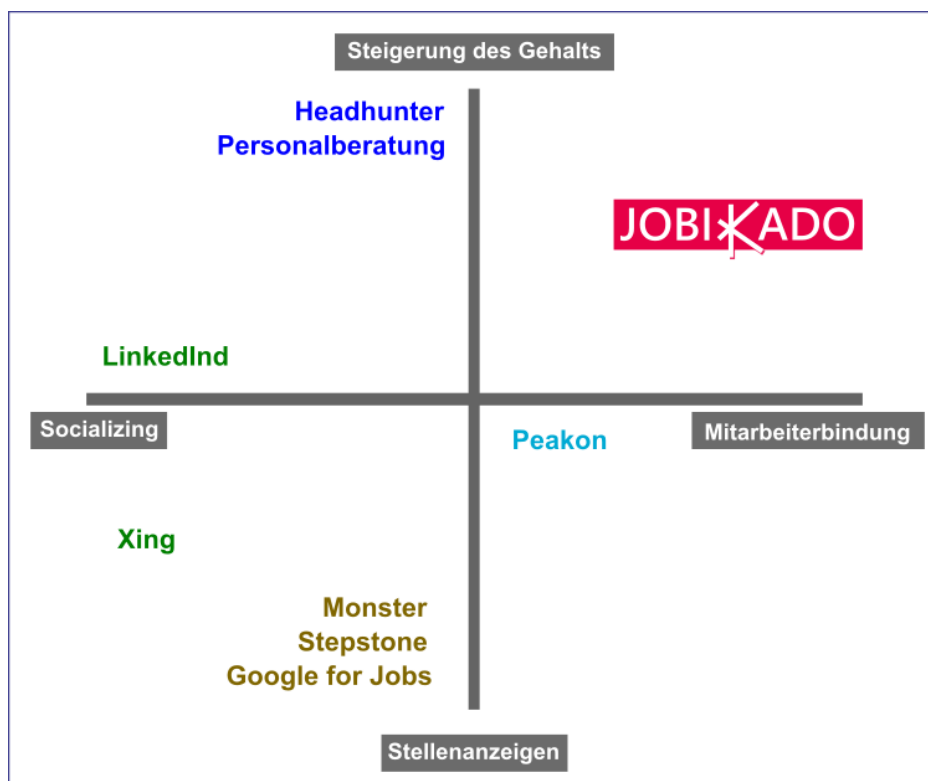 Steigerung des Gehalts
Headhunter
Personalberatung
JOBIKADO
LinkedInd
Socializing
Peakon
Mitarbeiterbindung
Xing
Monster
Stepstone
Google for Jobs
Stellenanzeigen